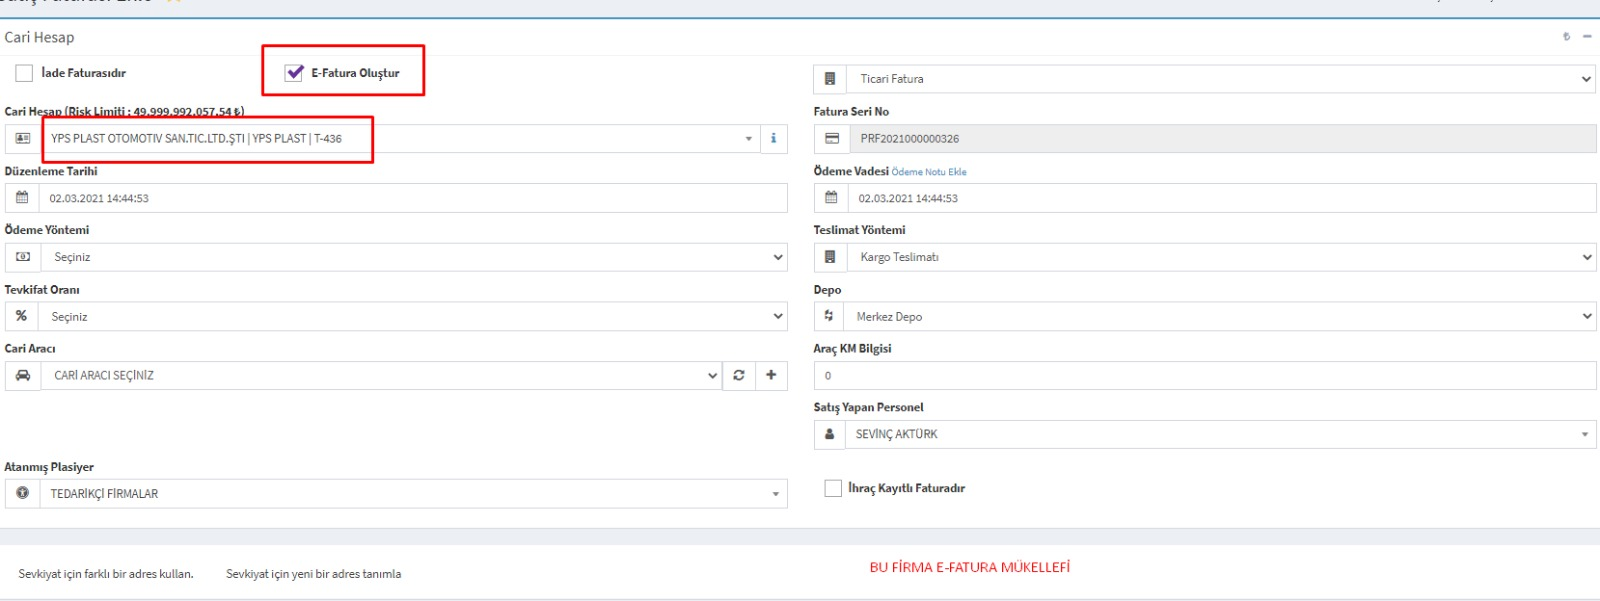 Cari Hesap
İade Faturasıdır
E-Fatura Oluştur
Ticari Fatura
Cari Hesap (Risk Limiti : 49,999,992,057.54 ₺)
Fatura Seri No
YPS PLAST OTOMOTIV SAN.TIC.LTD.ŞTI | YPS PLAST | T-436
PRF2021000000326
Düzenleme Tarihi
Ödeme Vadesi Ödeme Notu Ekle
02.03.2021 14:44:53
02.03.2021 14:44:53
Ödeme Yöntemi
Teslimat Yöntemi
Seçiniz
Kargo Teslimatı
Tevkifat Oranı
Depo
Seçiniz
Merkez Depo
Cari Aracı
Araç KM Bilgisi
CARİ ARACI SEÇİNİZ
0
Satış Yapan Personel
SEVİNÇ AKTÜRK
Atanmış Plasiyer
TEDARİKÇİ FİRMALAR
İhraç Kayıtlı Faturadır
Sevkiyat için farklı bir adres kullan.
Sevkiyat için yeni bir adres tanımla
BU FİRMA E-FATURA MÜKELLEFİ